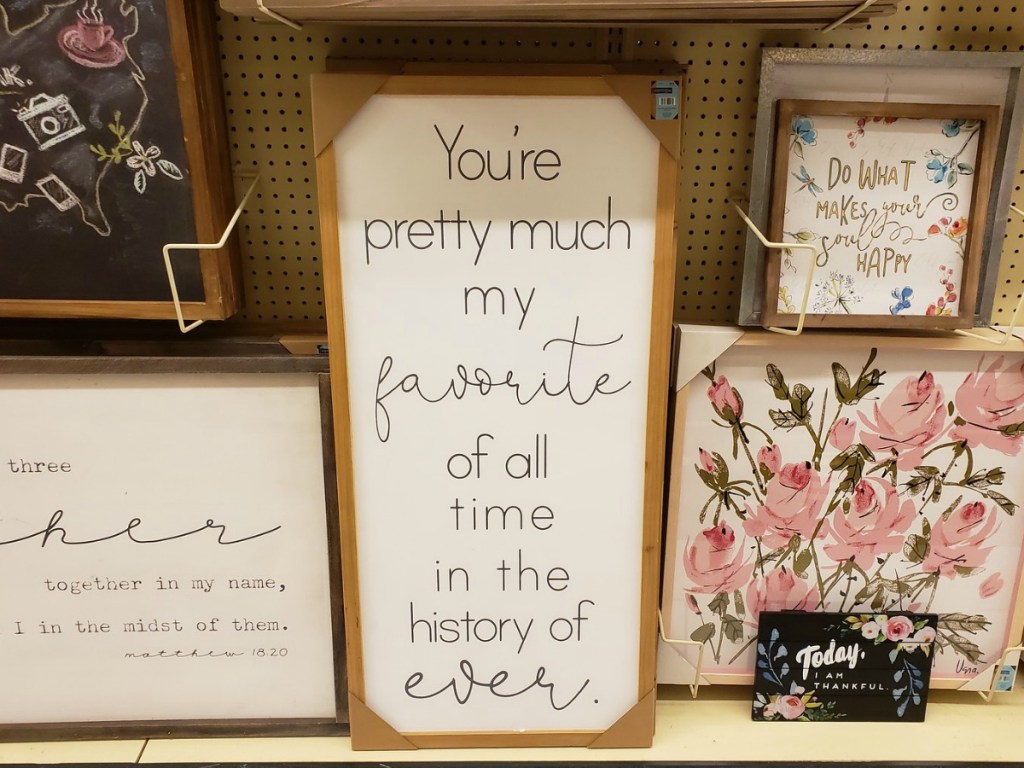 You're
pretty much
my
favorite
of all
time
in the
history of
ever.
three
her
together in my name,
I in the midst of them.
matthew 18:20
DO WHAT
MAKES your
soul
HAPPY
Today,
I AM
THANKFUL.